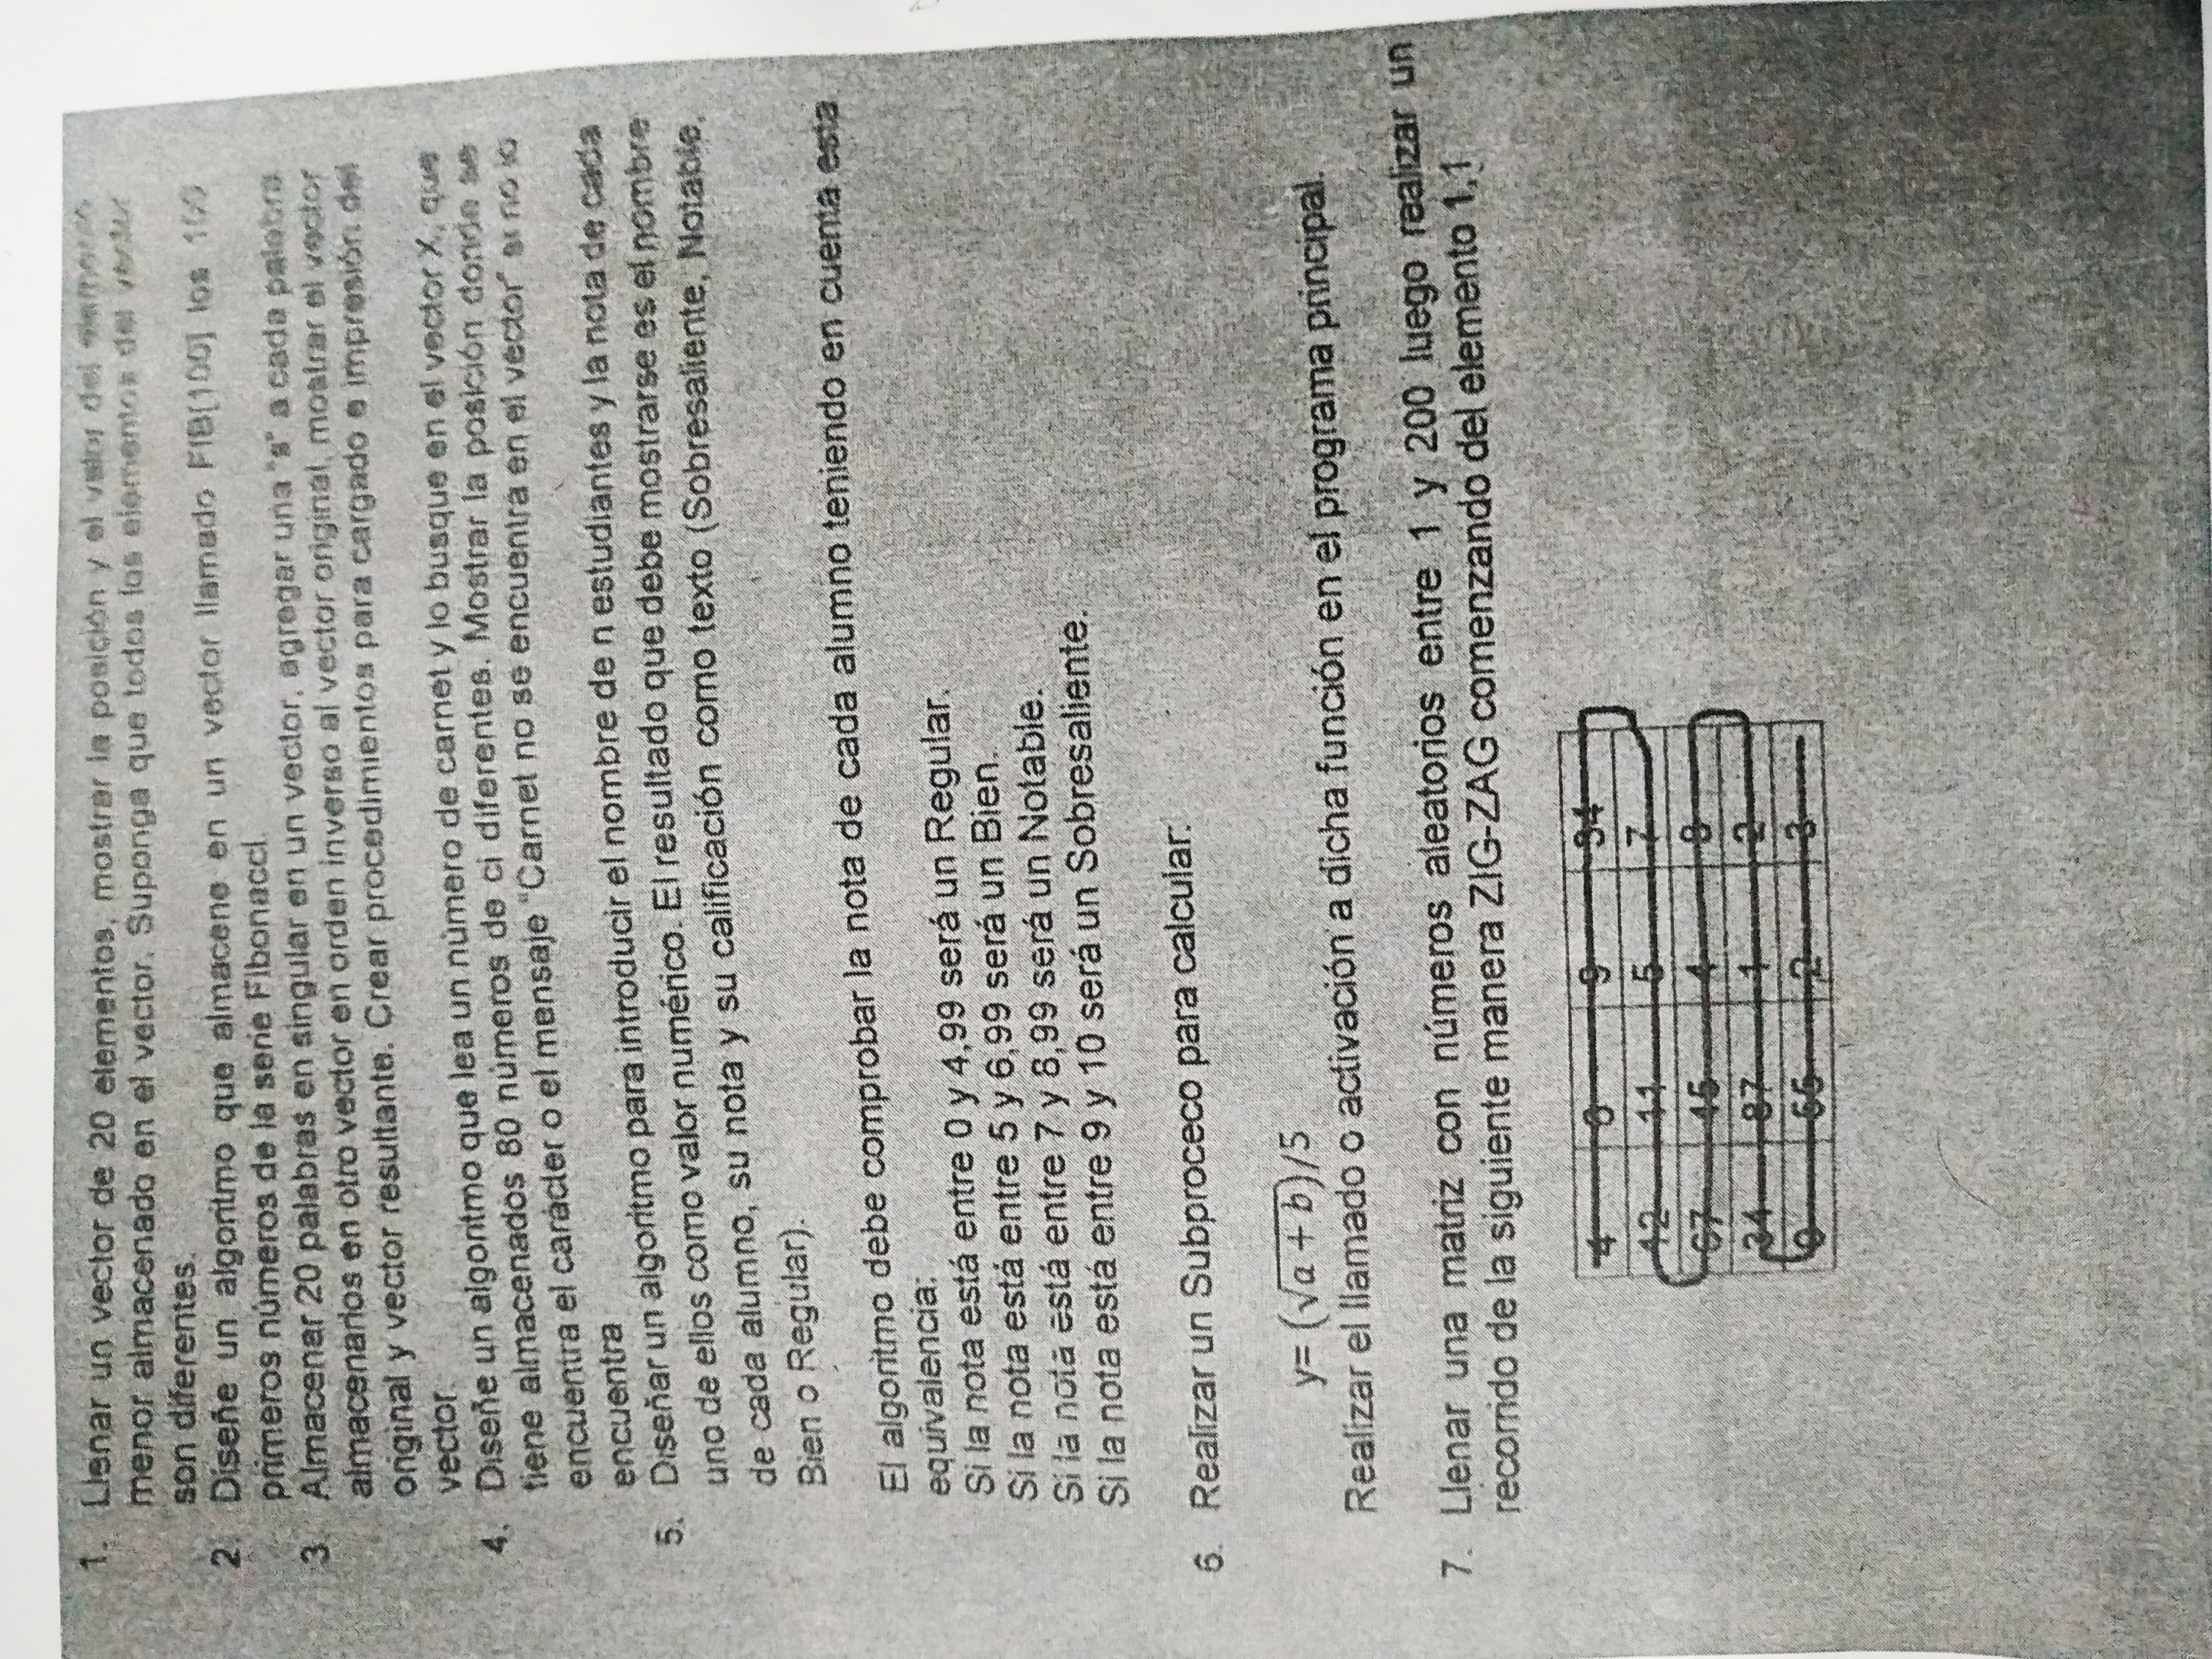 1. Llenar un vector de 20 elementos, mostrar la posición y el valor del elemento
menor almacenado en el vector. Suponga que todos los elementos del vector
son diferentes.
2. Diseñe un algoritmo que almacene en un vector llamado FIB[100] los 100
primeros números de la serie Fibonacci.
3. Almacenar 20 palabras en singular en un vector, agregar una "s" a cada palabra
almacenarlos en otro vector en orden inverso al vector original, mostrar el vector
original y vector resultante. Crear procedimientos para cargado e impresión del
vector.
4. Diseñe un algoritmo que lea un número de carnet y lo busque en el vector X, que
tiene almacenados 80 números de ci diferentes. Mostrar la posición donde se
encuentra el carácter o el mensaje "Carnet no se encuentra en el vector" si no lo
encuentra
5. Diseñar un algoritmo para introducir el nombre de n estudiantes y la nota de cada
uno de ellos como valor numérico. El resultado que debe mostrarse es el nombre
de cada alumno, su nota y su calificación como texto (Sobresaliente, Notable,
Bien o Regular).
El algoritmo debe comprobar la nota de cada alumno teniendo en cuenta esta
equivalencia:
Si la nota está entre 0 y 4,99 será un Regular.
Si la nota está entre 5 y 6,99 será un Bien.
Si la nota está entre 7 y 8,99 será un Notable.
Si la nota está entre 9 y 10 será un Sobresaliente.
6. Realizar un Subproceco para calcular:
y= (√a + b)/5
Realizar el llamado o activación a dicha función en el programa principal.
7. Llenar una matriz con números aleatorios entre 1 y 200 luego realizar un
recorrido de la siguiente manera ZIG-ZAG comenzando del elemento 1,1
4 9 34
12 11 5 7
67 45 4 8
34 87 1 2
55 2 3